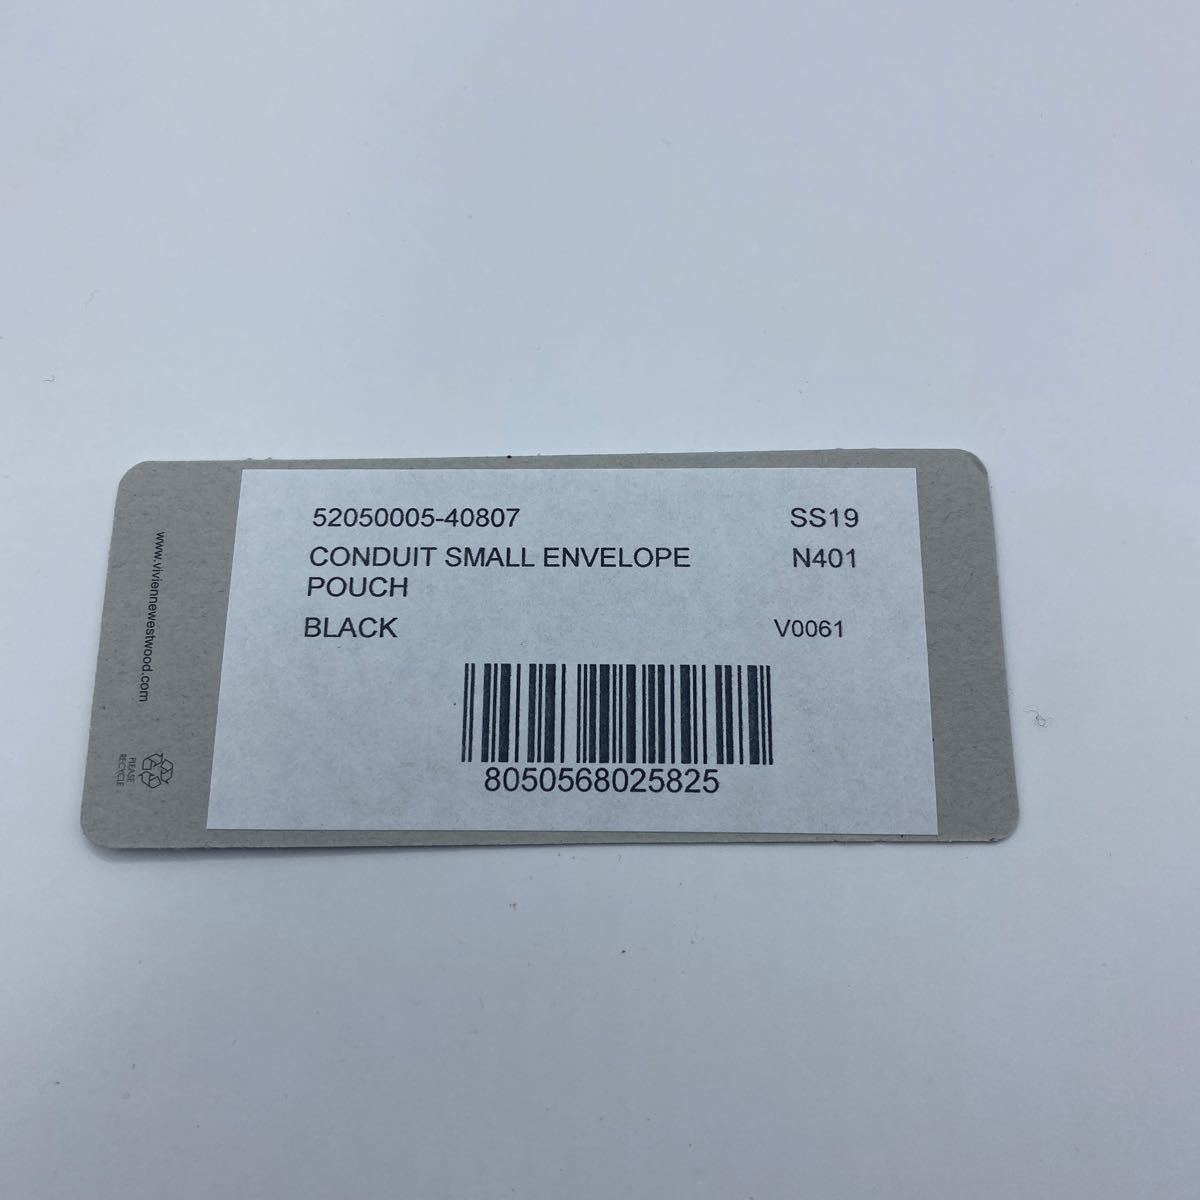 52050005-40807 SS19
CONDUIT SMALL ENVELOPE N401
POUCH
BLACK V0061
8050568025825
www.viviennewestwood.com
PLEASE
RECYCLE